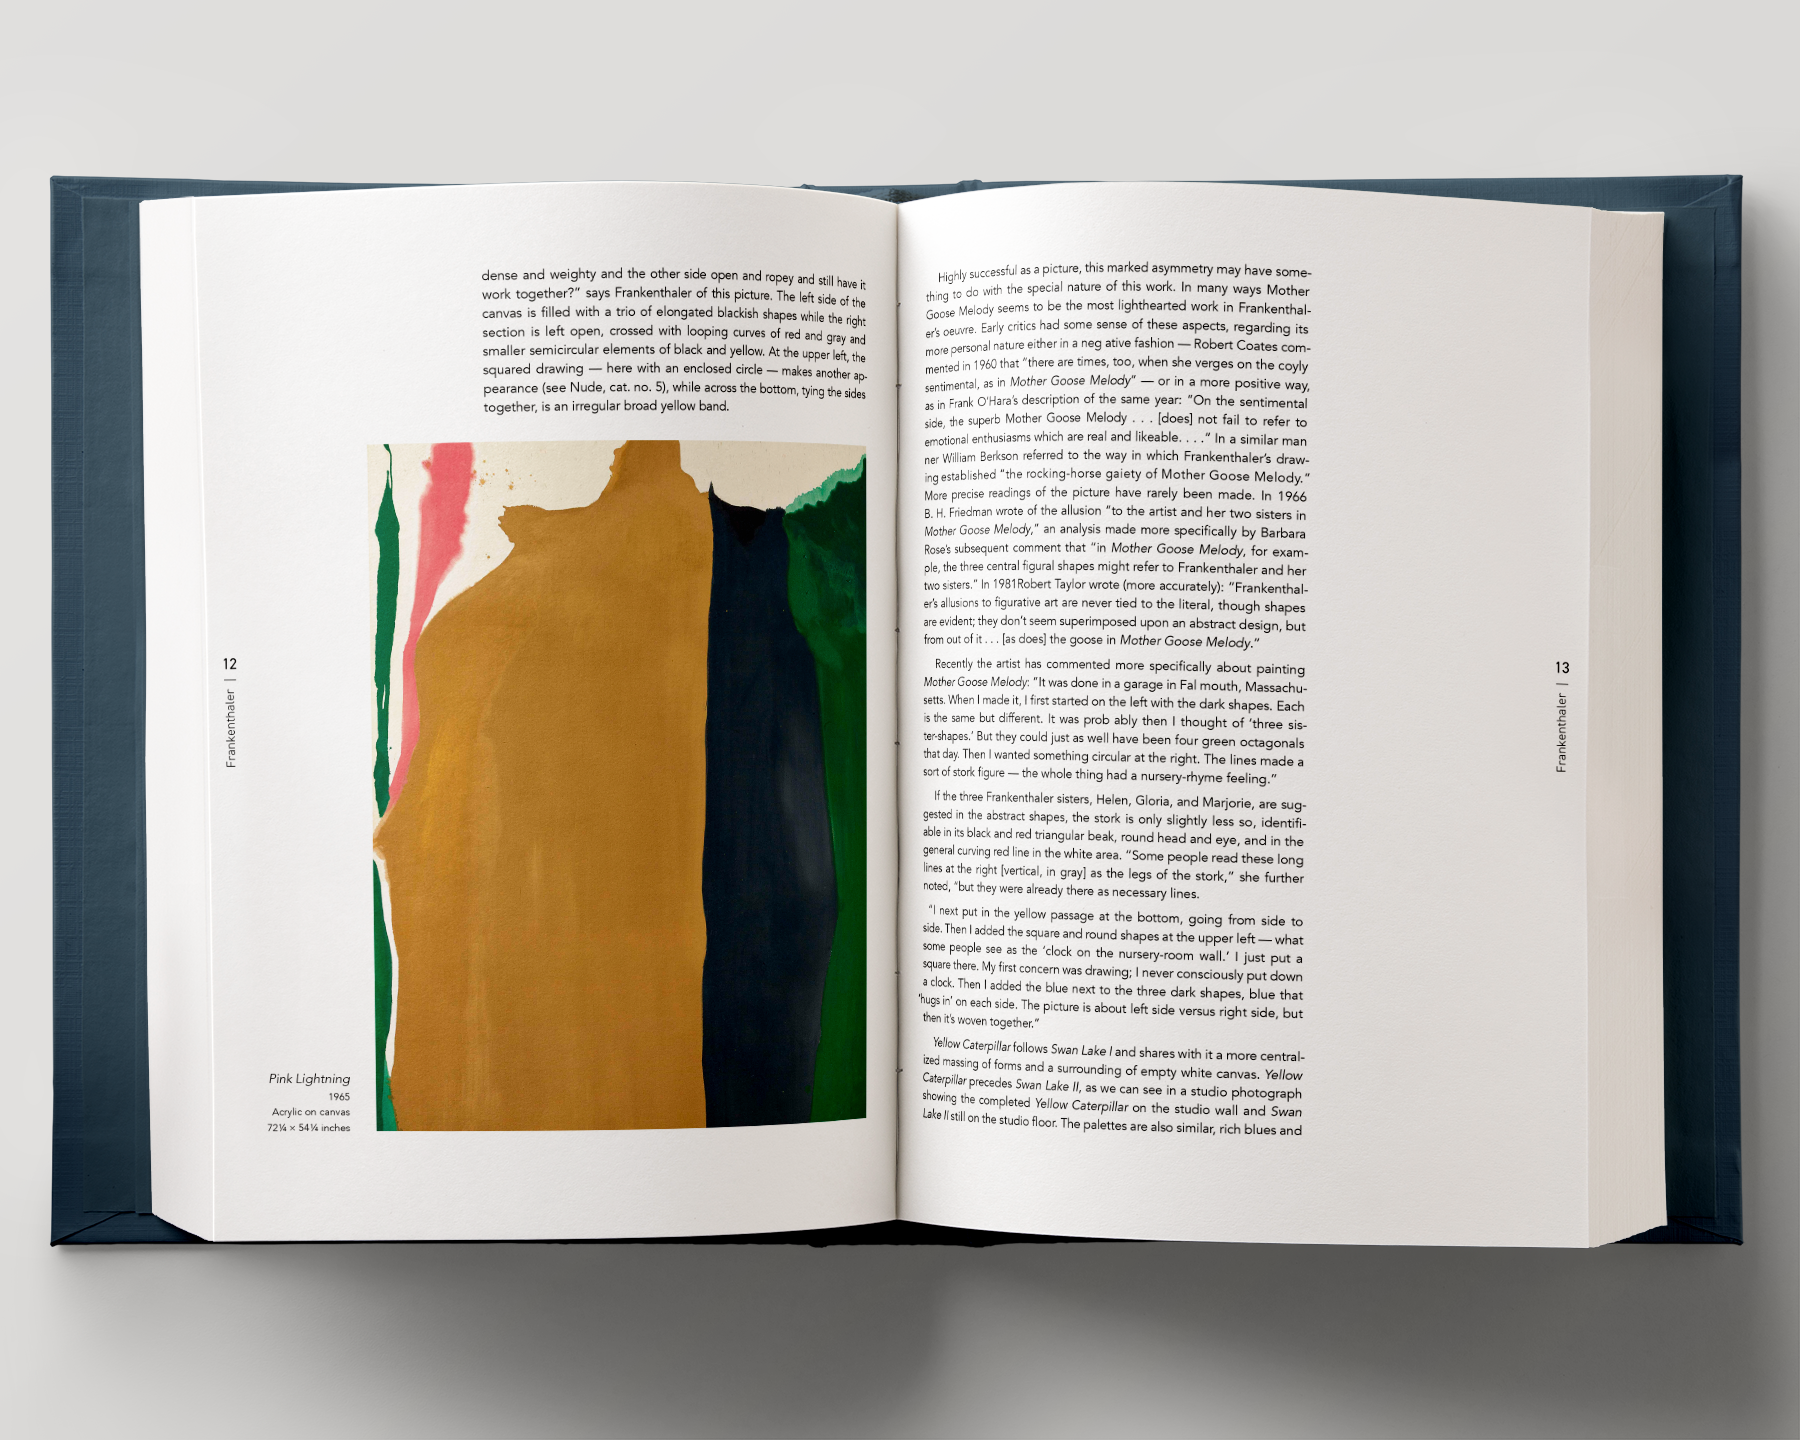 dense and weighty and the other side open and ropey and still have it
work together?” says Frankenthaler of this picture. The left side of the
canvas is filled with a trio of elongated blackish shapes while the right
section is left open, crossed with looping curves of red and gray and
smaller semicircular elements of black and yellow. At the upper left, the
squared drawing — here with an enclosed circle — makes another ap-
pearance (see Nude, cat. no. 5), while across the bottom, tying the sides
together, is an irregular broad yellow band.
12
Frankenthaler |
Pink Lightning
1965
Acrylic on canvas
72¼ × 54¼ inches
Highly successful as a picture, this marked asymmetry may have some-
thing to do with the special nature of this work. In many ways Mother
Goose Melody seems to be the most lighthearted work in Frankenthal-
er’s oeuvre. Early critics had some sense of these aspects, regarding its
more personal nature either in a neg ative fashion — Robert Coates com-
mented in 1960 that “there are times, too, when she verges on the coyly
sentimental, as in Mother Goose Melody” — or in a more positive way,
as in Frank O’Hara’s description of the same year: “On the sentimental
side, the superb Mother Goose Melody . . . [does] not fail to refer to
emotional enthusiasms which are real and likeable. . . .” In a similar man
ner William Berkson referred to the way in which Frankenthaler’s draw-
ing established “the rocking-horse gaiety of Mother Goose Melody.”
More precise readings of the picture have rarely been made. In 1966
B. H. Friedman wrote of the allusion “to the artist and her two sisters in
Mother Goose Melody,” an analysis made more specifically by Barbara
Rose’s subsequent comment that “in Mother Goose Melody, for exam-
ple, the three central figural shapes might refer to Frankenthaler and her
two sisters.” In 1981Robert Taylor wrote (more accurately): “Frankenthal-
er’s allusions to figurative art are never tied to the literal, though shapes
are evident; they don’t seem superimposed upon an abstract design, but
from out of it . . . [as does] the goose in Mother Goose Melody.”
Recently the artist has commented more specifically about painting
Mother Goose Melody: “It was done in a garage in Fal mouth, Massachu-
setts. When I made it, I first started on the left with the dark shapes. Each
is the same but different. It was prob ably then I thought of ‘three sis-
ter-shapes.’ But they could just as well have been four green octagonals
that day. Then I wanted something circular at the right. The lines made a
sort of stork figure — the whole thing had a nursery-rhyme feeling.”
If the three Frankenthaler sisters, Helen, Gloria, and Marjorie, are sug-
gested in the abstract shapes, the stork is only slightly less so, identifi-
able in its black and red triangular beak, round head and eye, and in the
general curving red line in the white area. “Some people read these long
lines at the right [vertical, in gray] as the legs of the stork,” she further
noted, “but they were already there as necessary lines.
“I next put in the yellow passage at the bottom, going from side to
side. Then I added the square and round shapes at the upper left — what
some people see as the ‘clock on the nursery-room wall.’ I just put a
square there. My first concern was drawing; I never consciously put down
a clock. Then I added the blue next to the three dark shapes, blue that
‘hugs in’ on each side. The picture is about left side versus right side, but
then it’s woven together.”
Yellow Caterpillar follows Swan Lake I and shares with it a more central-
ized massing of forms and a surrounding of empty white canvas. Yellow
Caterpillar precedes Swan Lake II, as we can see in a studio photograph
showing the completed Yellow Caterpillar on the studio wall and Swan
Lake II still on the studio floor. The palettes are also similar, rich blues and
13
Frankenthaler |